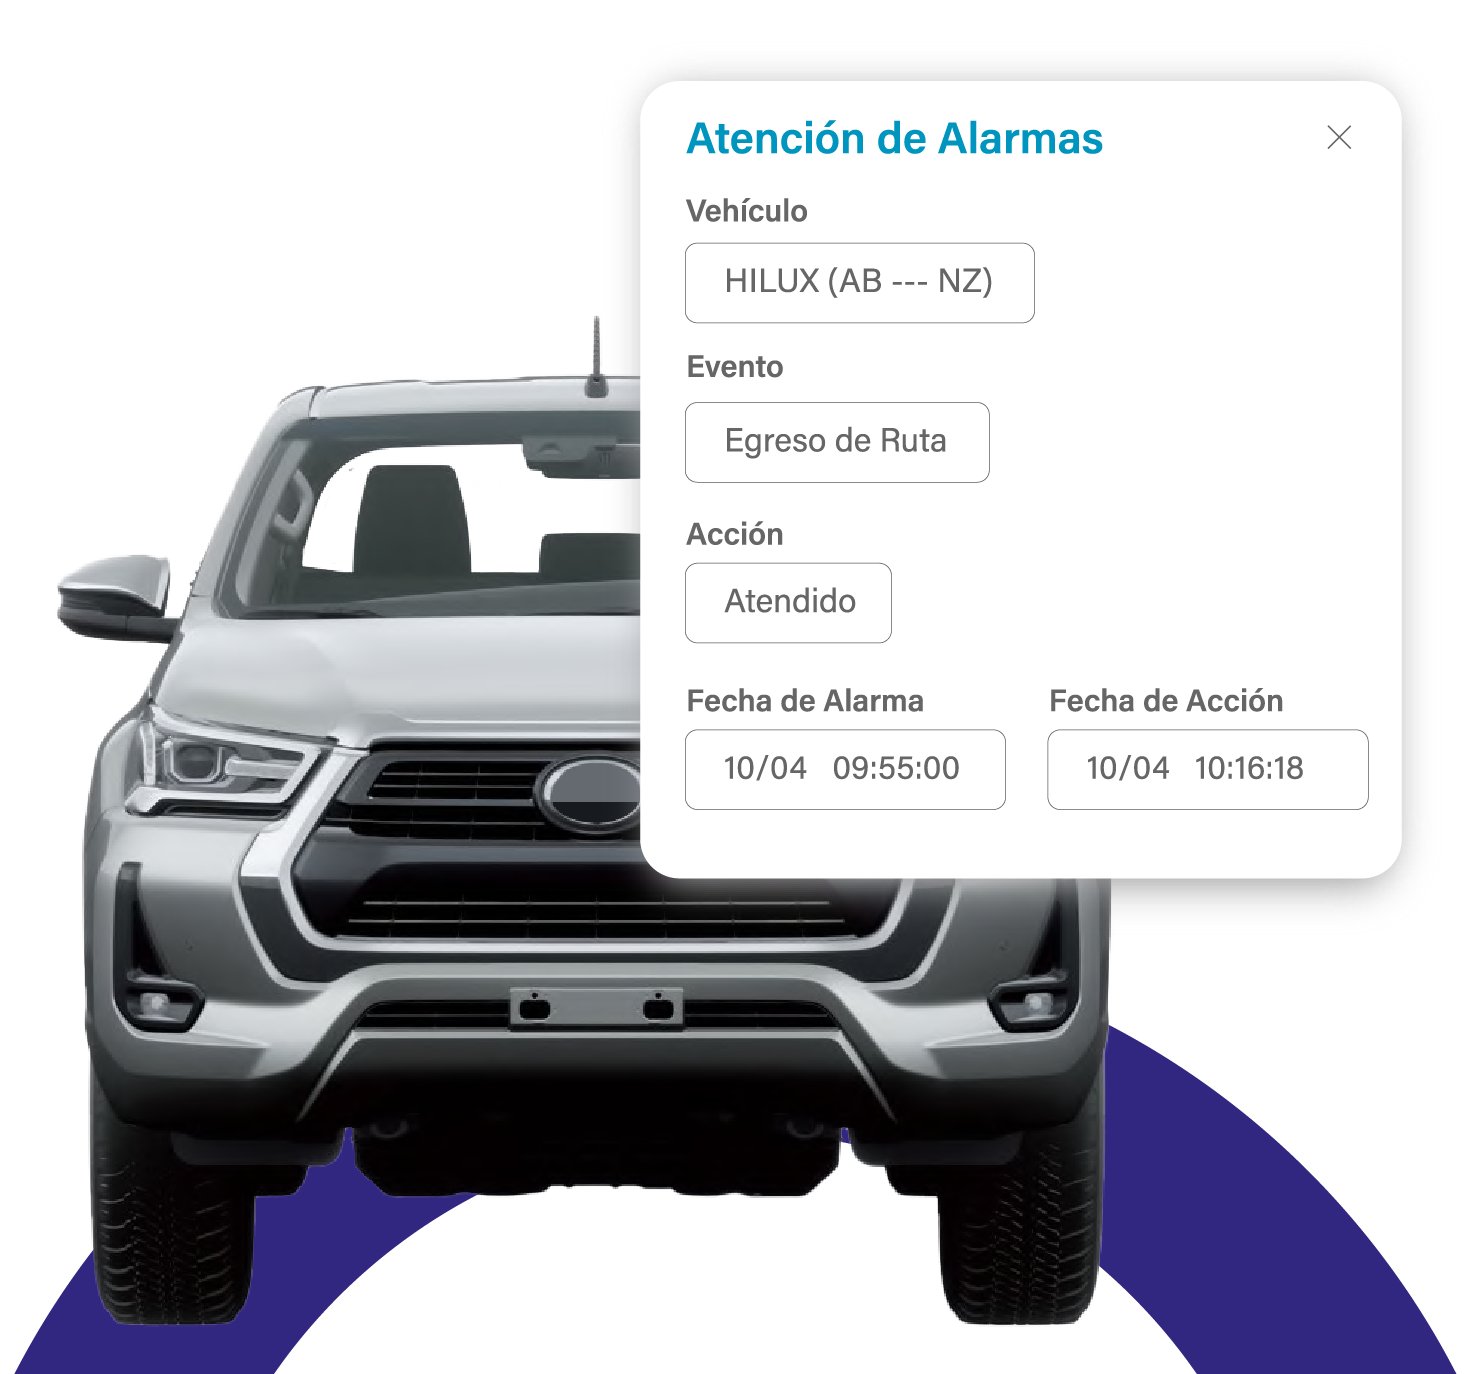 Atención de Alarmas
Vehículo
HILUX (AB --- NZ)
Evento
Egreso de Ruta
Acción
Atendido
Fecha de Alarma Fecha de Acción
10/04 09:55:00 10/04 10:16:18